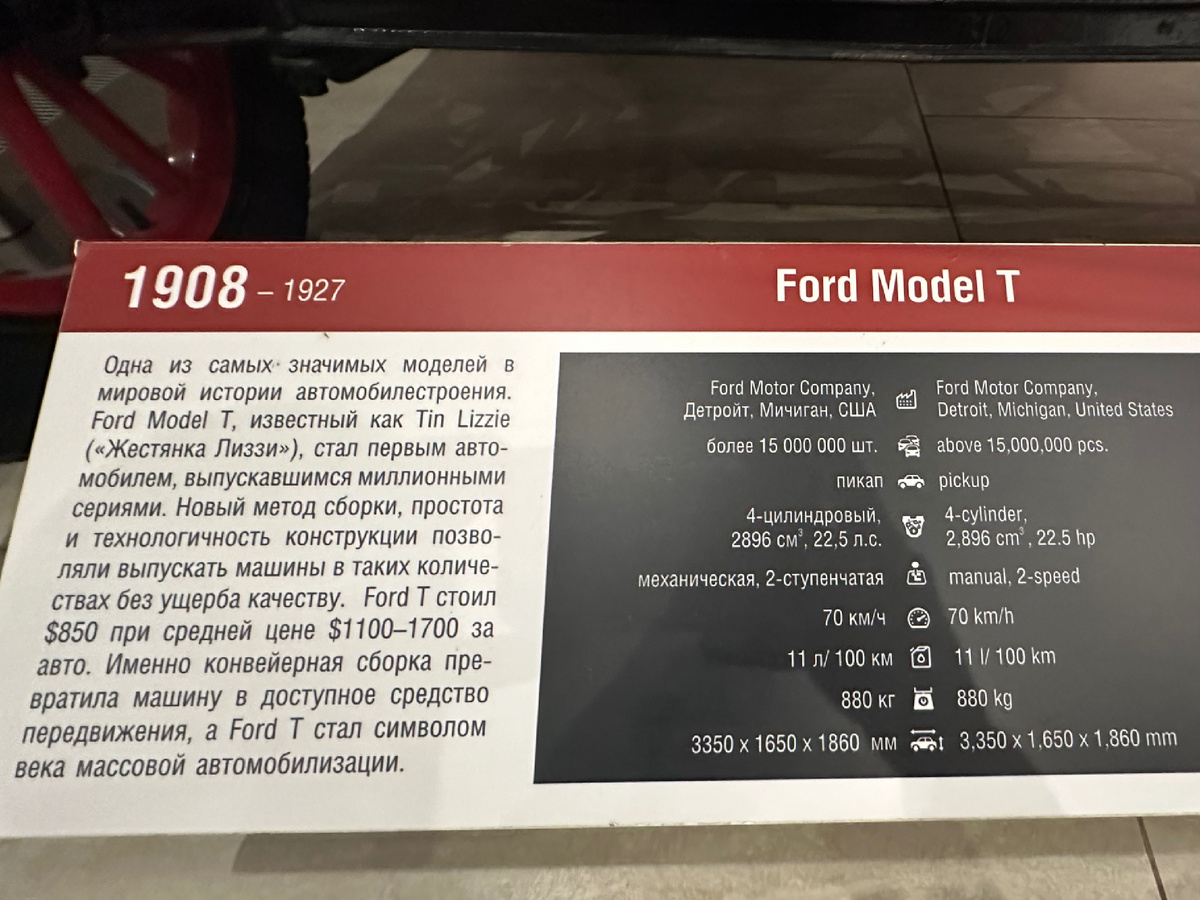 1908 – 1927
Ford Model T
Одна из самых значимых моделей в
мировой истории автомобилестроения.
Ford Model T, известный как Tin Lizzie
(«Жестянка Лиззи»), стал первым авто-
мобилем, выпускавшимся миллионными
сериями. Новый метод сборки, простота
и технологичность конструкции позво-
ляли выпускать машины в таких количе-
ствах без ущерба качеству. Ford T стоил
$850 при средней цене $1100–1700 за
авто. Именно конвейерная сборка пре-
вратила машину в доступное средство
передвижения, а Ford T стал символом
века массовой автомобилизации.
Ford Motor Company,
Детройт, Мичиган, США
Ford Motor Company,
Detroit, Michigan, United States
более 15 000 000 шт.
above 15,000,000 pcs.
пикап
pickup
4-цилиндровый,
2896 см³, 22,5 л.с.
4-cylinder,
2,896 cm³, 22.5 hp
механическая, 2-ступенчатая
manual, 2-speed
70 км/ч
70 km/h
11 л/ 100 км
11 l/ 100 km
880 кг
880 kg
3350 x 1650 x 1860 мм
3,350 x 1,650 x 1,860 mm